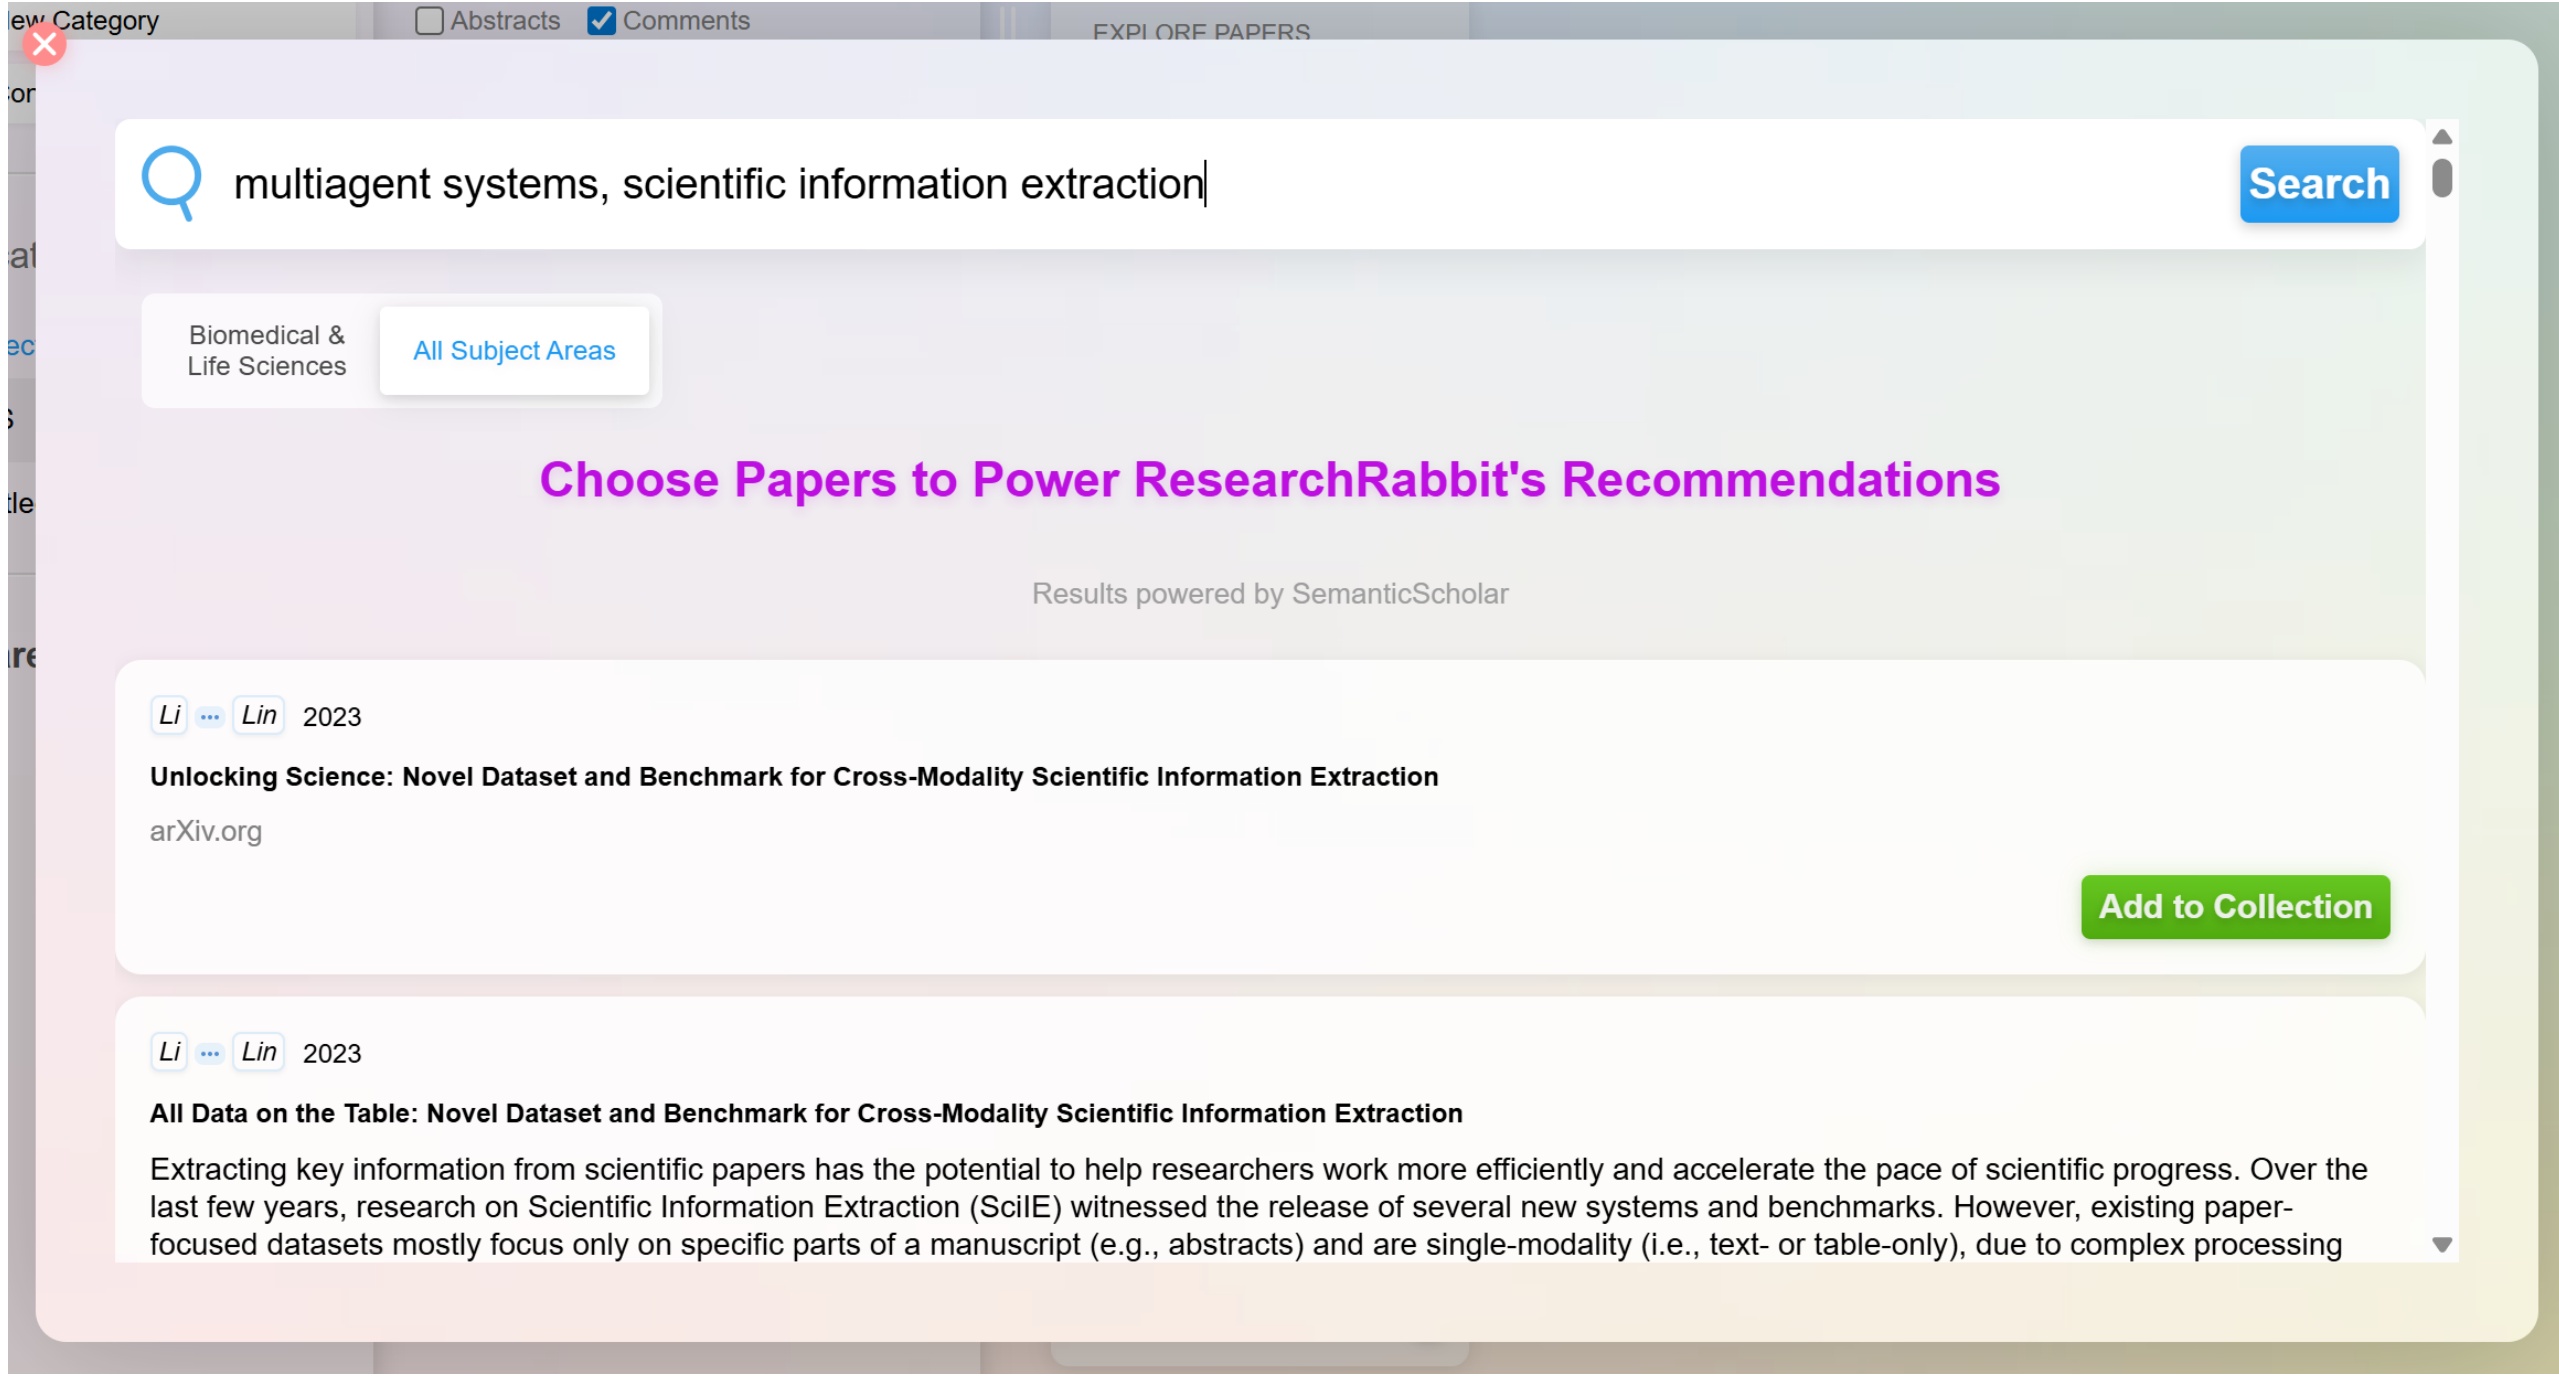 Category
Abstracts Comments
EXPLORE PAPERS
multiagent systems, scientific information extraction
Search
Biomedical &
Life Sciences
All Subject Areas
Choose Papers to Power ResearchRabbit's Recommendations
Results powered by SemanticScholar
Li ... Lin 2023
Unlocking Science: Novel Dataset and Benchmark for Cross-Modality Scientific Information Extraction
arXiv.org
Add to Collection
Li ... Lin 2023
All Data on the Table: Novel Dataset and Benchmark for Cross-Modality Scientific Information Extraction
Extracting key information from scientific papers has the potential to help researchers work more efficiently and accelerate the pace of scientific progress. Over the
last few years, research on Scientific Information Extraction (SciIE) witnessed the release of several new systems and benchmarks. However, existing paper-
focused datasets mostly focus only on specific parts of a manuscript (e.g., abstracts) and are single-modality (i.e., text- or table-only), due to complex processing